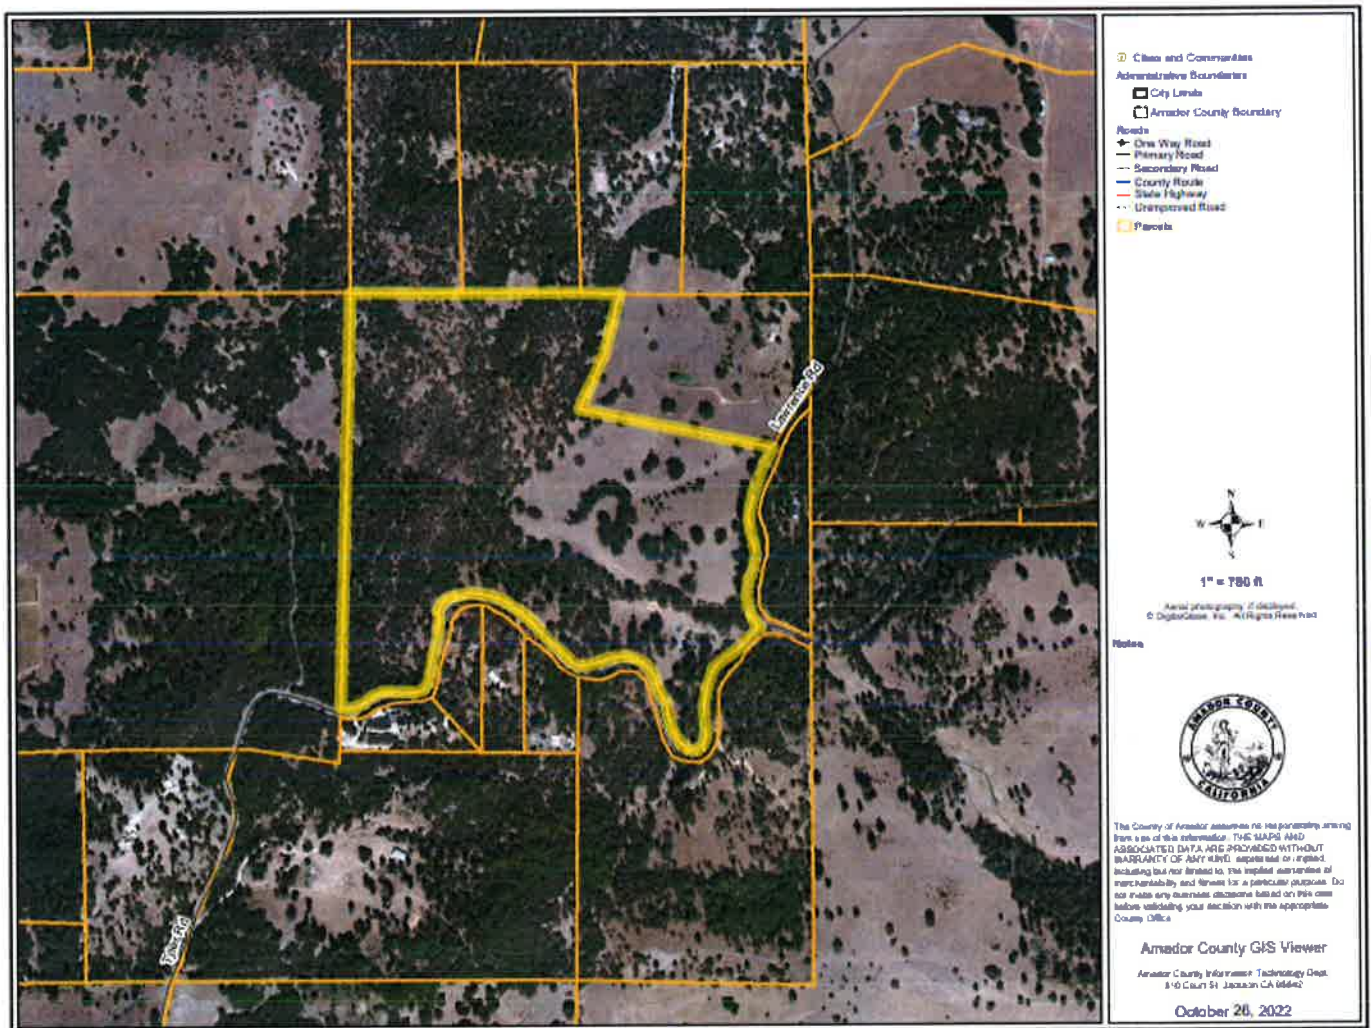 Lawrence Rd
Tyler Rd
Cities and Communities
Administrative Boundaries
City Limits
Amador County Boundary
Roads
One Way Road
Primary Road
Secondary Road
County Route
State Highway
Unimproved Road
Parcels
N
W E
S
1" = 780 ft
Aerial photography, if displayed,
© DigitalGlobe, Inc. All Rights Reserved
Notes
AMADOR COUNTY
CALIFORNIA
The County of Amador assumes no responsibility arising
from use of this information. THE MAPS AND
ASSOCIATED DATA ARE PROVIDED WITHOUT
WARRANTY OF ANY KIND, expressed or implied,
including but not limited to, the implied warranties of
merchantability and fitness for a particular purpose. Do
not make any business decisions based on this data
before validating your decision with the appropriate
County Office
Amador County GIS Viewer
Amador County Information Technology Dept.
810 Court St. Jackson CA 95642
October 26, 2022